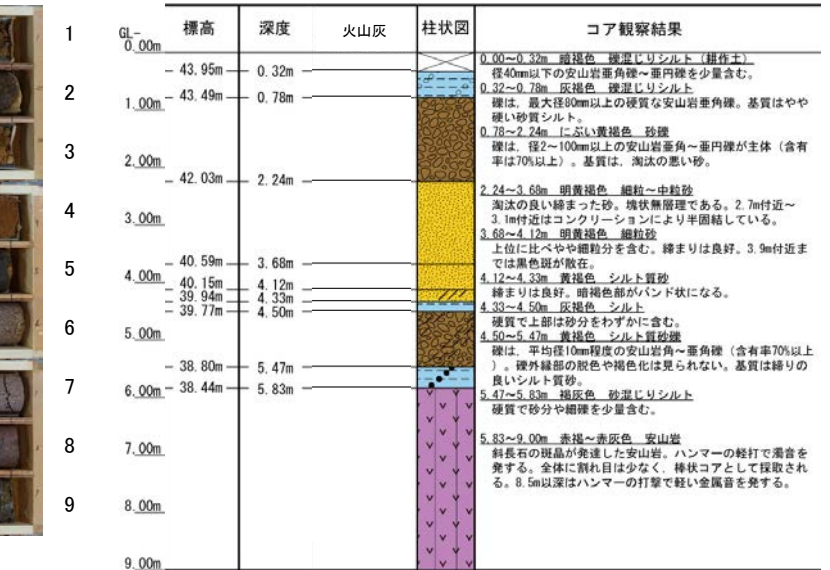 1
2
3
4
5
6
7
8
9
GL- 標高 深度 火山灰 柱状図 コア観察結果
0.00m
43.95m 0.32m
43.49m 0.78m
1.00m
2.00m
42.03m 2.24m
3.00m
40.59m 3.68m
4.00m
40.15m 4.12m
39.94m 4.33m
39.77m 4.50m
5.00m
38.80m 5.47m
38.44m 5.83m
6.00m
7.00m
8.00m
9.00m
0.00~0.32m 暗褐色 礫混じりシルト（耕作土）
径40mm以下の安山岩亜角礫~亜円礫を少量含む。
0.32~0.78m 灰褐色 礫混じりシルト
礫は、最大径80mm以上の硬質な安山岩亜角礫。基質はやや
硬い砂質シルト。
0.78~2.24m にぶい黄褐色 砂礫
礫は、径2~100mm以上の安山岩亜角~亜円礫が主体（含有
率は70%以上）。基質は、淘汰の悪い砂。
2.24~3.68m 明黄褐色 細粒~中粒砂
淘汰の良い締まった砂。塊状無層理である。2.7m付近~
3.1m付近はコンクリーションにより半固結している。
3.68~4.12m 明黄褐色 細粒砂
上位に比べやや細粒分を含む。締まりは良好。3.9m付近ま
では黒色斑が散在。
4.12~4.33m 黄褐色 シルト質砂
締まりは良好。暗褐色部がバンド状になる。
4.33~4.50m 灰褐色 シルト
硬質で上部は砂分をわずかに含む。
4.50~5.47m 黄褐色 シルト質砂礫
礫は、平均径10mm程度の安山岩角~亜角礫（含有率70%以上
）。礫外縁部の脱色や褐色化は見られない。基質は締りの
良いシルト質砂。
5.47~5.83m 褐灰色 砂混じりシルト
硬質で砂分や細礫を少量含む。
5.83~9.00m 赤褐~赤灰色 安山岩
斜長石の斑晶が発達した安山岩。ハンマーの軽打で濁音を
発する。全体に割れ目は少なく、棒状コアとして採取され
る。8.5m以深はハンマーの打撃で軽い金属音を発する。